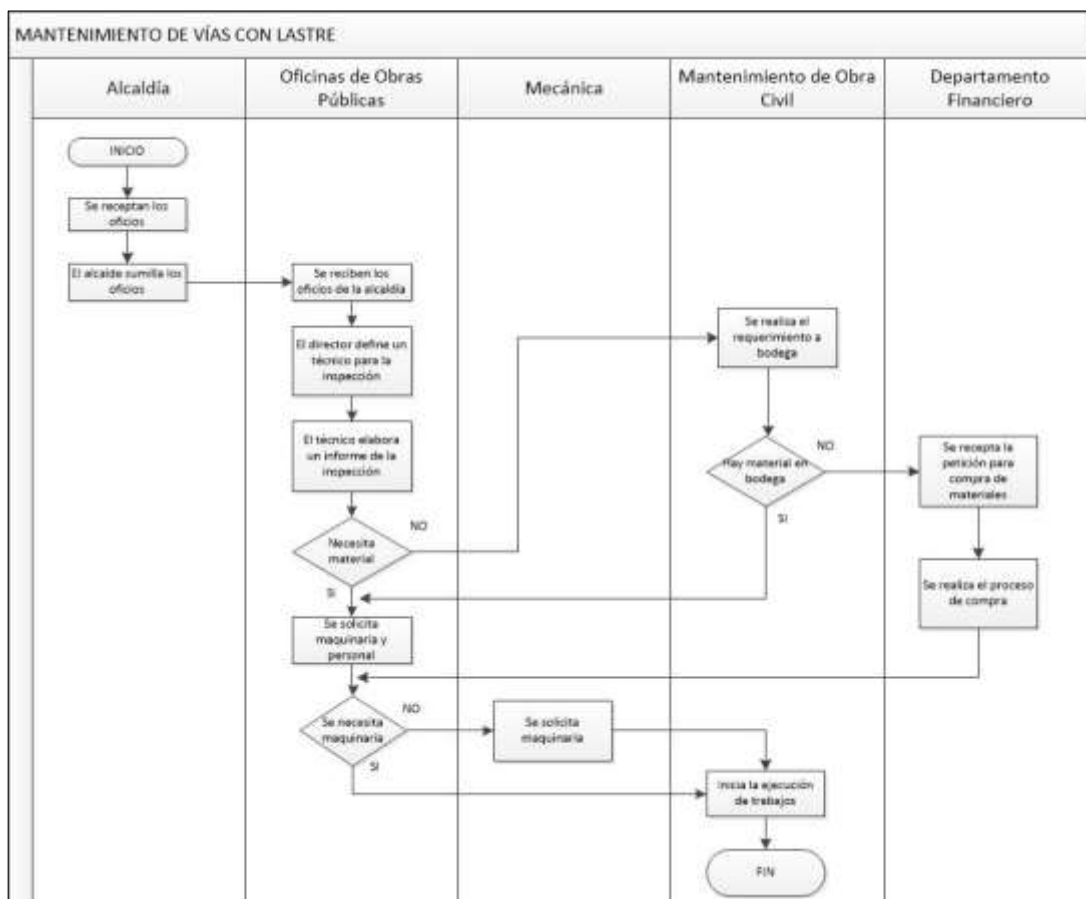 MANTENIMIENTO DE VÍAS CON LASTRE
Alcaldía
Oficinas de Obras
Públicas
Mecánica
Mantenimiento de Obra
Civil
Departamento
Financiero
INICIO
Se receptan los
oficios
El alcalde sumilla los
oficios
Se reciben los
oficios de la alcaldía
El director define un
técnico para la
inspección
El técnico elabora
un informe de la
inspección
Necesita
material
NO
SI
Se realiza el
requerimiento a
bodega
Hay material en
bodega
NO
SI
Se recepta la
petición para
compra de
materiales
Se realiza el proceso
de compra
Se solicita
maquinaria y
personal
Se necesita
maquinaria
NO
SI
Se solicita
maquinaria
Inicia la ejecución
de trabajos
FIN